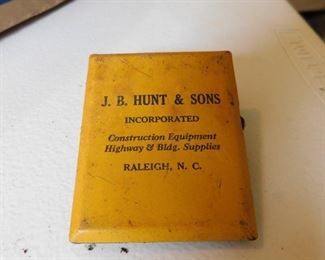 J. B. HUNT & SONS
INCORPORATED
Construction Equipment
Highway & Bldg. Supplies
RALEIGH, N. C.